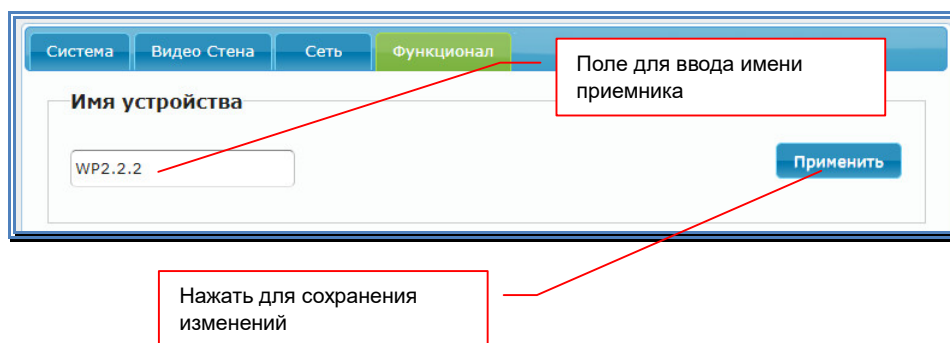 Система Видео Стена Сеть Функционал
Поле для ввода имени
приемника
Имя устройства
WP2.2.2
Применить
Нажать для сохранения
изменений